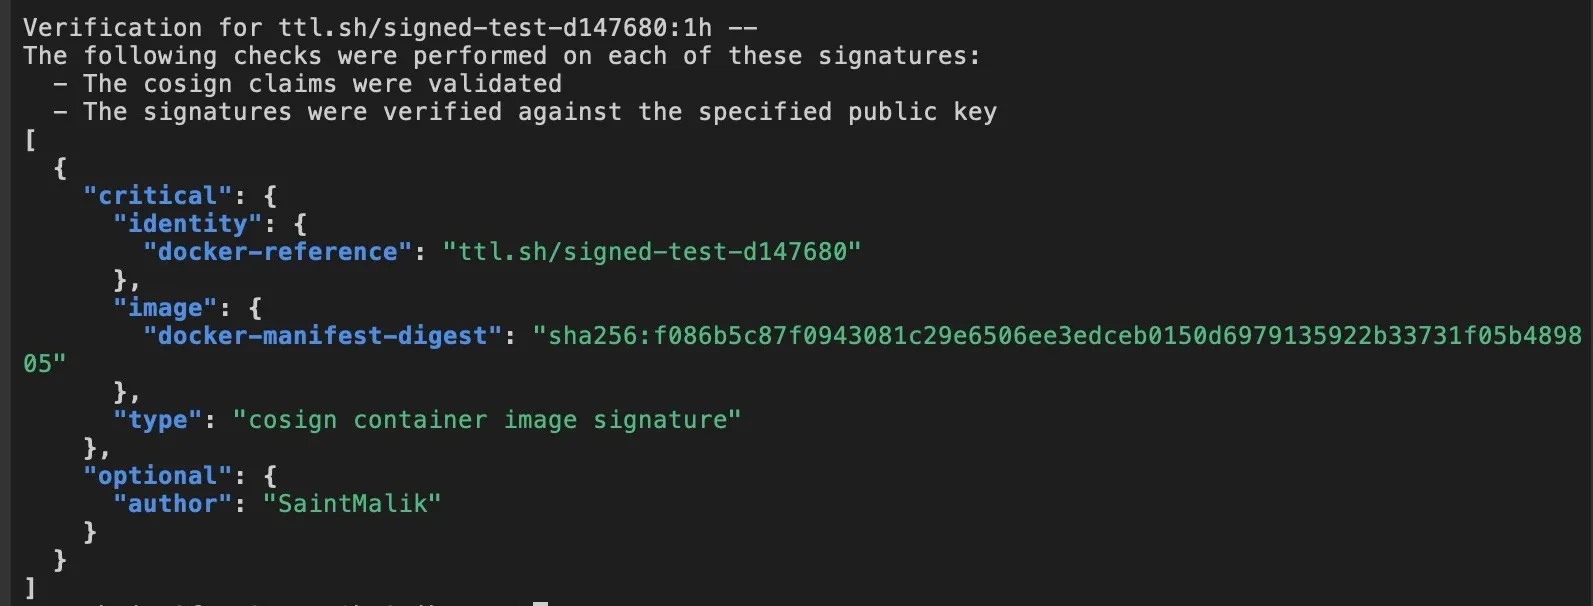 Verification for ttl.sh/signed-test-d147680:1h --
The following checks were performed on each of these signatures:
  - The cosign claims were validated
  - The signatures were verified against the specified public key
[
  {
    "critical": {
      "identity": {
        "docker-reference": "ttl.sh/signed-test-d147680"
      },
      "image": {
        "docker-manifest-digest": "sha256:f086b5c87f0943081c29e6506ee3edceb0150d6979135922b33731f05b4898
05"
      },
      "type": "cosign container image signature"
    },
    "optional": {
      "author": "SaintMalik"
    }
  }
]